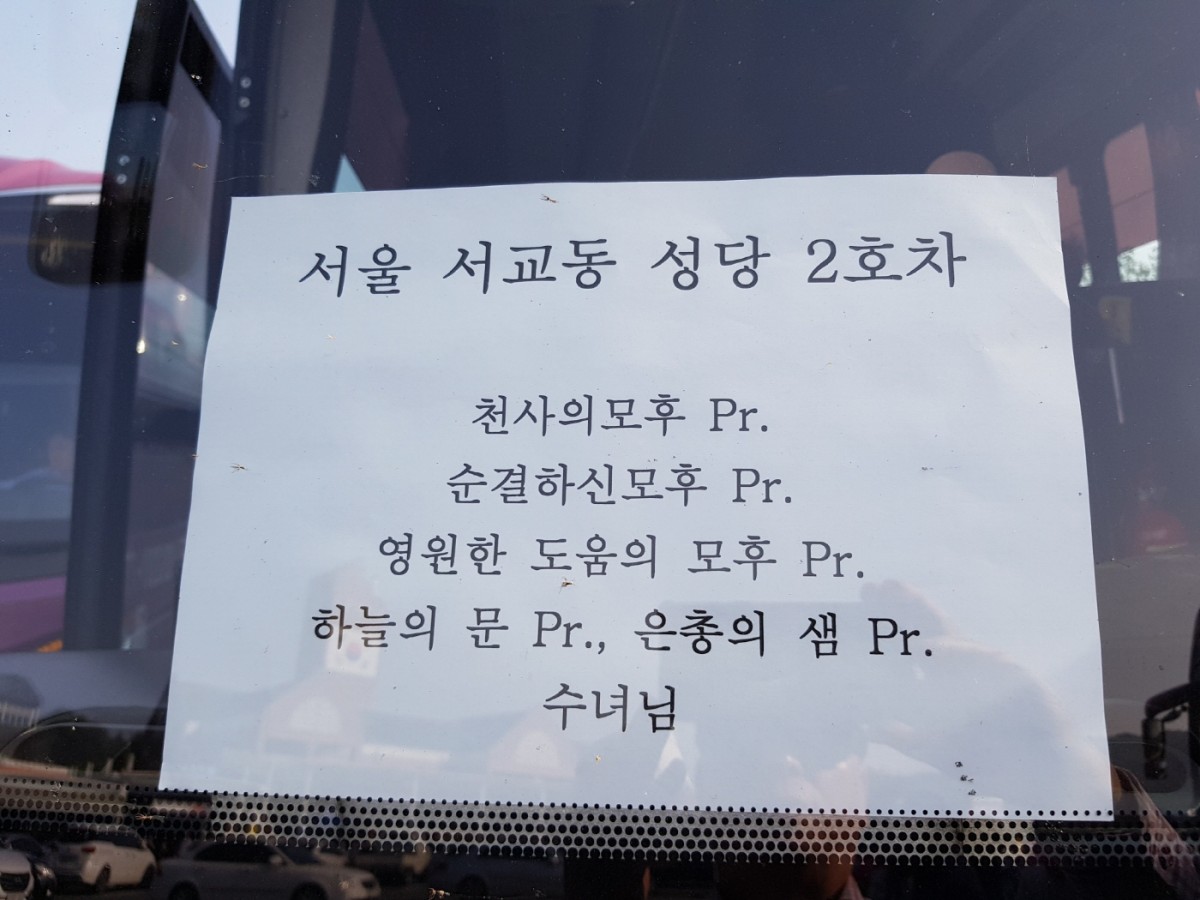 서울 서교동 성당 2호차
천사의모후 Pr.
순결하신모후 Pr.
영원한 도움의 모후 Pr.
하늘의 문 Pr., 은총의 샘 Pr.
수녀님